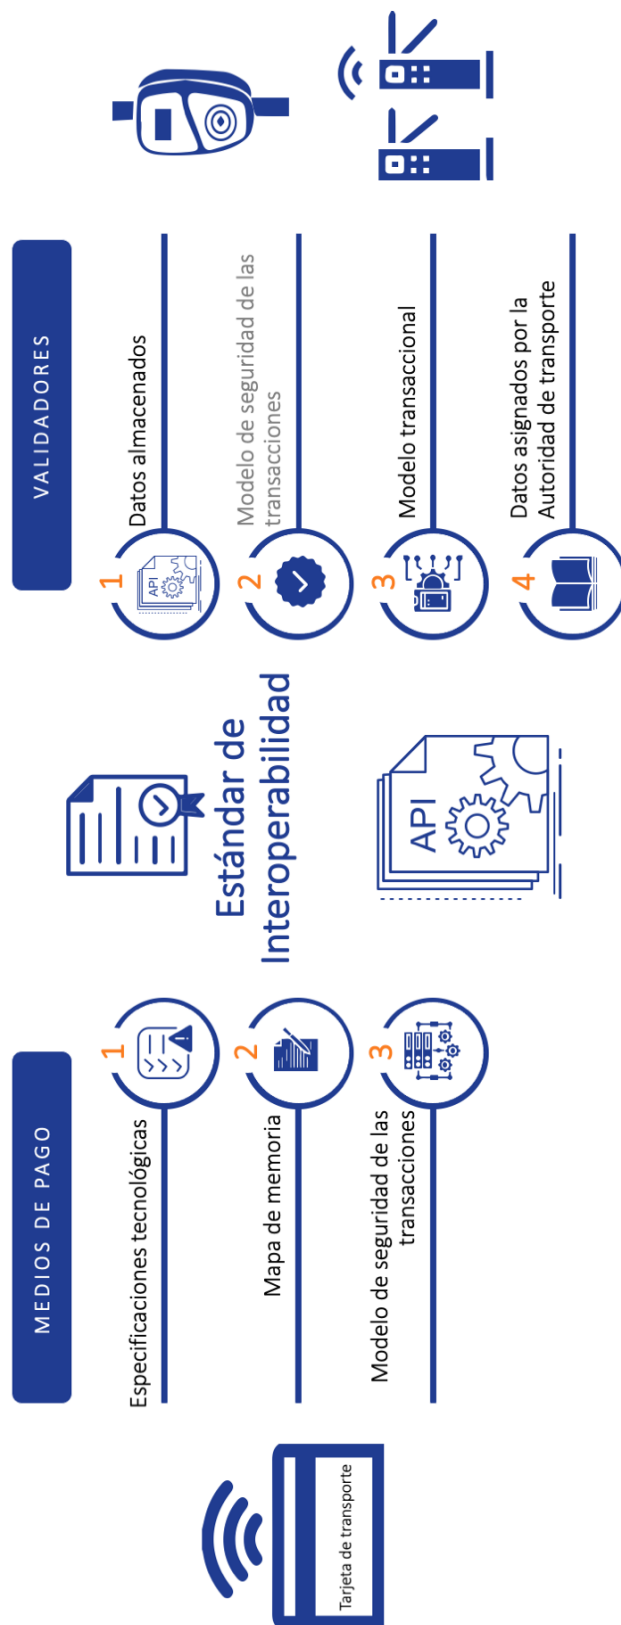 MEDIOS DE PAGO
1
Especificaciones tecnológicas
2
Mapa de memoria
3
Modelo de seguridad de las
transacciones
Tarjeta de transporte
Estándar de
Interoperabilidad
API
VALIDADORES
1
API
Datos almacenados
2
Modelo de seguridad de las
transacciones
3
Modelo transaccional
4
Datos asignados por la
Autoridad de transporte